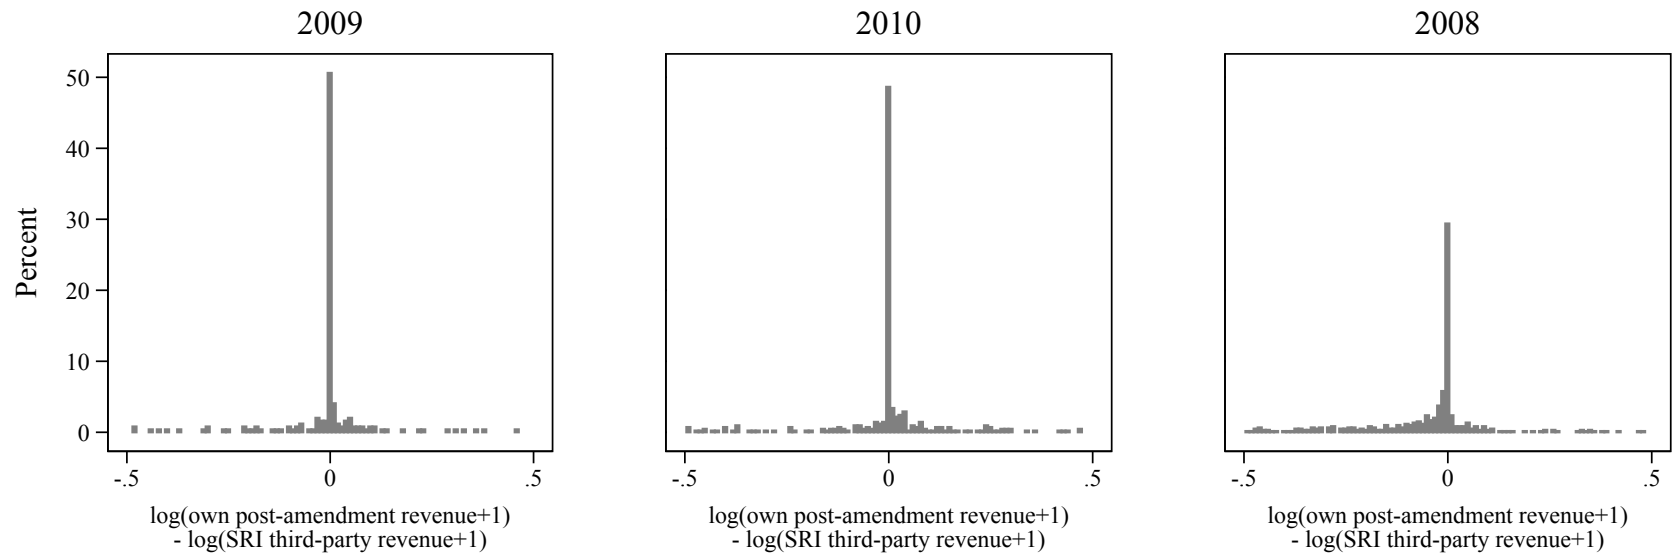 2009
2010
2008
Percent
50
40
30
20
10
0
-.5 0 .5
-.5 0 .5
-.5 0 .5
log(own post-amendment revenue+1)
- log(SRI third-party revenue+1)
log(own post-amendment revenue+1)
- log(SRI third-party revenue+1)
log(own post-amendment revenue+1)
- log(SRI third-party revenue+1)